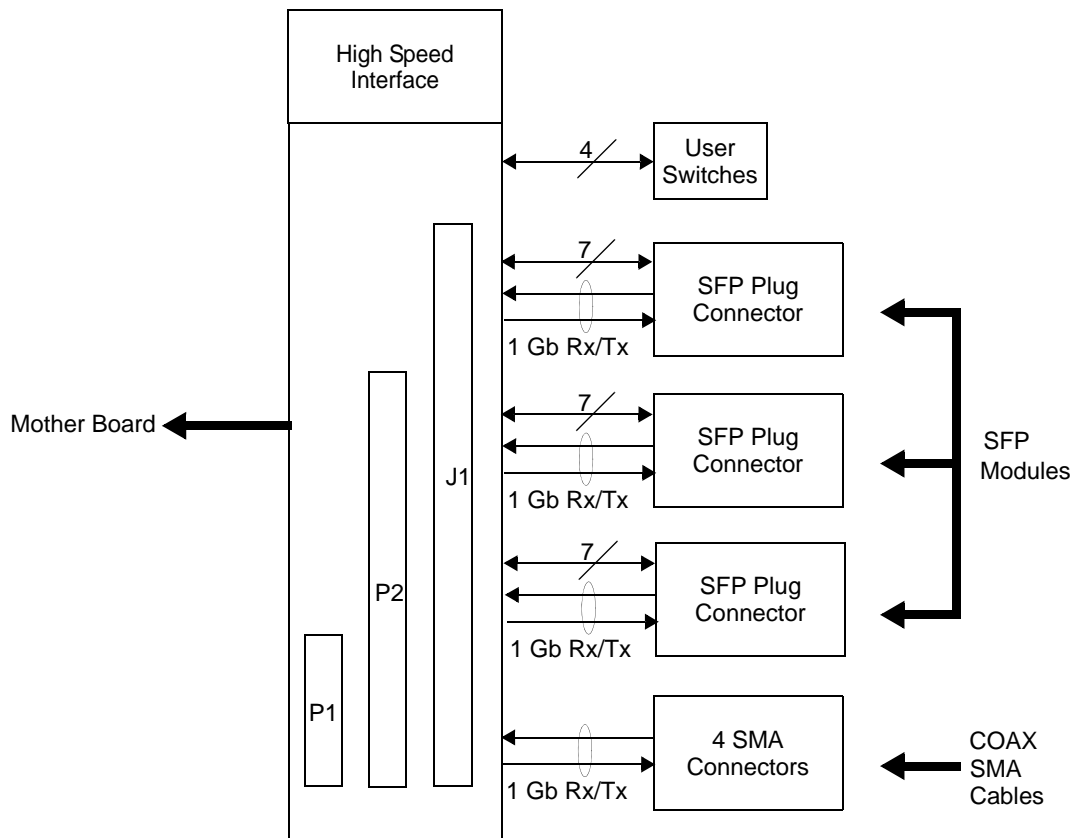 High Speed
Interface
4
User
Switches
7
SFP Plug
Connector
1 Gb Rx/Tx
Mother Board
7
SFP Plug
Connector
1 Gb Rx/Tx
SFP
Modules
J1
7
SFP Plug
Connector
1 Gb Rx/Tx
P2
P1
4 SMA
Connectors
1 Gb Rx/Tx
COAX
SMA
Cables